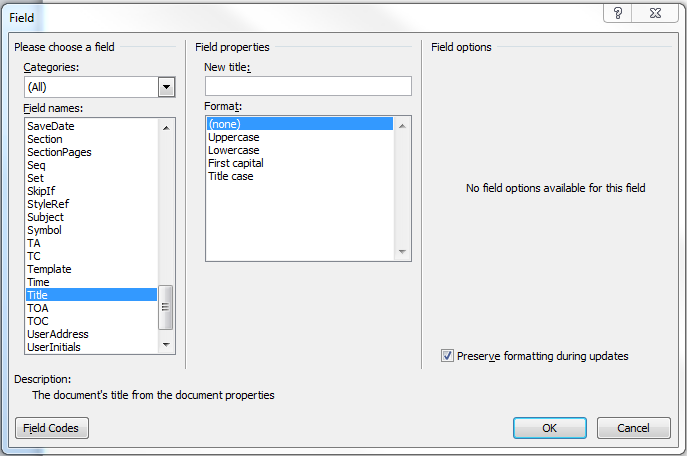 Field
Please choose a field
Categories:
(All)
Field names:
SaveDate
Section
SectionPages
Seq
Set
SkipIf
StyleRef
Subject
Symbol
TA
TC
Template
Time
Title
TOA
TOC
UserAddress
UserInitials
Field properties
New title:
Format:
(none)
Uppercase
Lowercase
First capital
Title case
Field options
No field options available for this field
Preserve formatting during updates
Description:
The document's title from the document properties
Field Codes
OK
Cancel